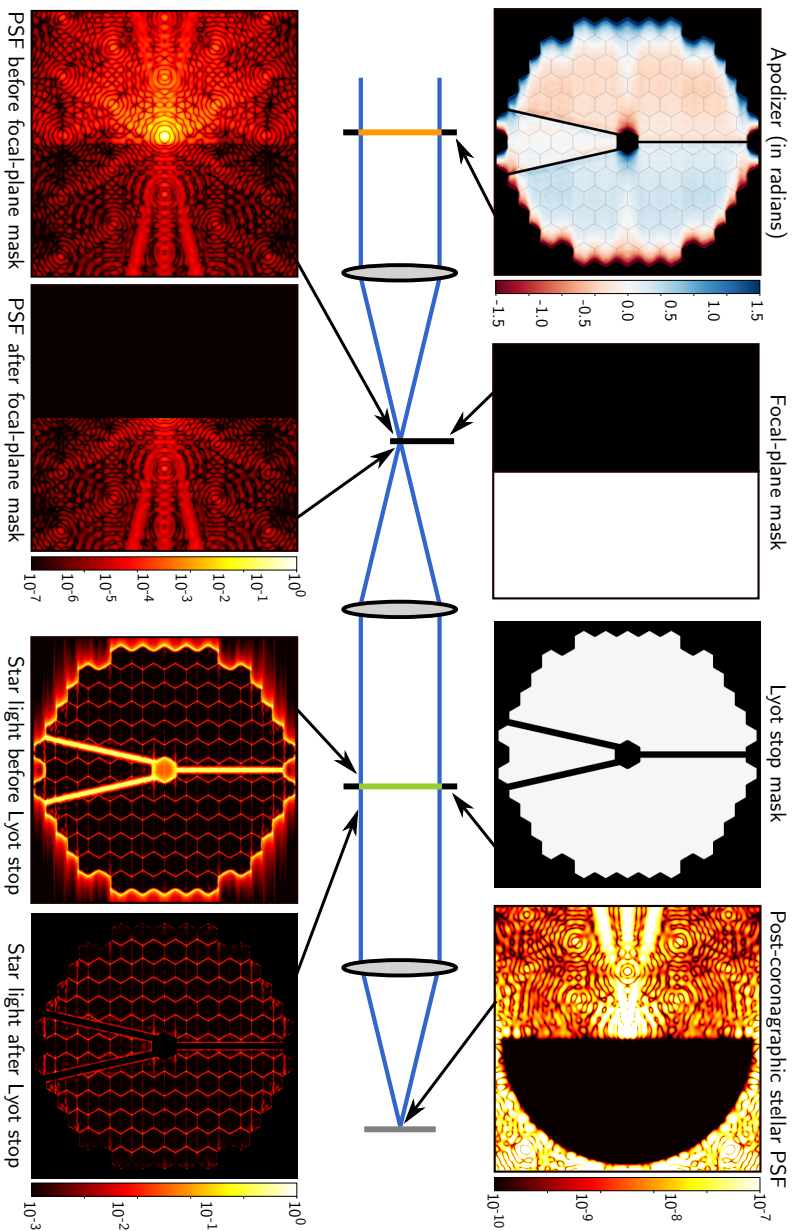 Apodizer (in radians)
-1.5
-1.0
-0.5
0.0
0.5
1.0
1.5
Focal-plane mask
Lyot stop mask
Post-coronagraphic stellar PSF
10^-10
10^-9
10^-8
10^-7
PSF before focal-plane mask
PSF after focal-plane mask
10^-7
10^-6
10^-5
10^-4
10^-3
10^-2
10^-1
10^0
Star light before Lyot stop
Star light after Lyot stop
10^-3
10^-2
10^-1
10^0